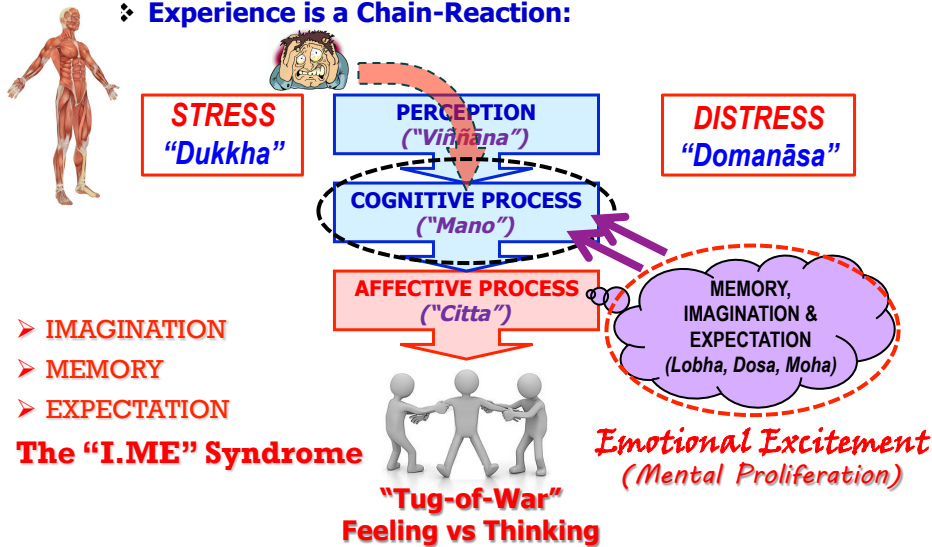 ❖ Experience is a Chain-Reaction:
STRESS
“Dukkha”
PERCEPTION
(“Viññāna”)
DISTRESS
“Domanāsa”
COGNITIVE PROCESS
(“Mano”)
AFFECTIVE PROCESS
(“Citta”)
MEMORY,
IMAGINATION &
EXPECTATION
(Lobha, Dosa, Moha)
➢ IMAGINATION
➢ MEMORY
➢ EXPECTATION
The “I.ME” Syndrome
Emotional Excitement
(Mental Proliferation)
“Tug-of-War”
Feeling vs Thinking